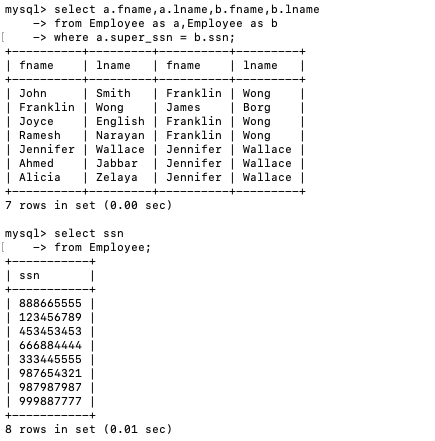 mysql> select a.fname,a.lname,b.fname,b.lname
    -> from Employee as a,Employee as b
[    -> where a.super_ssn = b.ssn;
+----------+---------+----------+---------+
| fname    | lname   | fname    | lname   |
+----------+---------+----------+---------+
| John     | Smith   | Franklin | Wong    |
| Franklin | Wong    | James    | Borg    |
| Joyce    | English | Franklin | Wong    |
| Ramesh   | Narayan | Franklin | Wong    |
| Jennifer | Wallace | Jennifer | Wallace |
| Ahmed    | Jabbar  | Jennifer | Wallace |
| Alicia   | Zelaya  | Jennifer | Wallace |
+----------+---------+----------+---------+
7 rows in set (0.00 sec)
mysql> select ssn
[    -> from Employee;
+-----------+
| ssn       |
+-----------+
| 888665555 |
| 123456789 |
| 453453453 |
| 666884444 |
| 333445555 |
| 987654321 |
| 987987987 |
| 999887777 |
+-----------+
8 rows in set (0.01 sec)